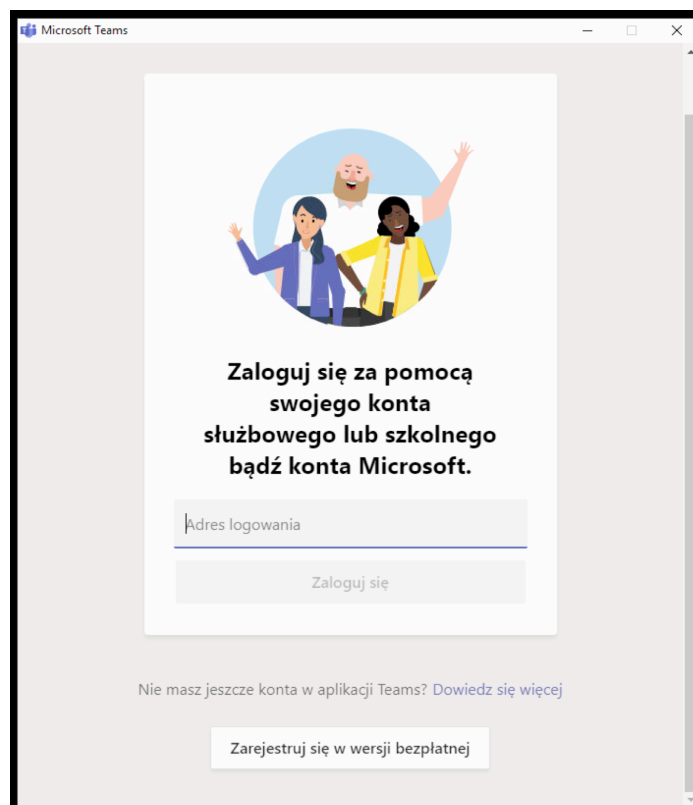 Microsoft Teams
Zaloguj się za pomocą
swojego konta
służbowego lub szkolnego
bądź konta Microsoft.
Adres logowania
Zaloguj się
Nie masz jeszcze konta w aplikacji Teams? Dowiedz się więcej
Zarejestruj się w wersji bezpłatnej